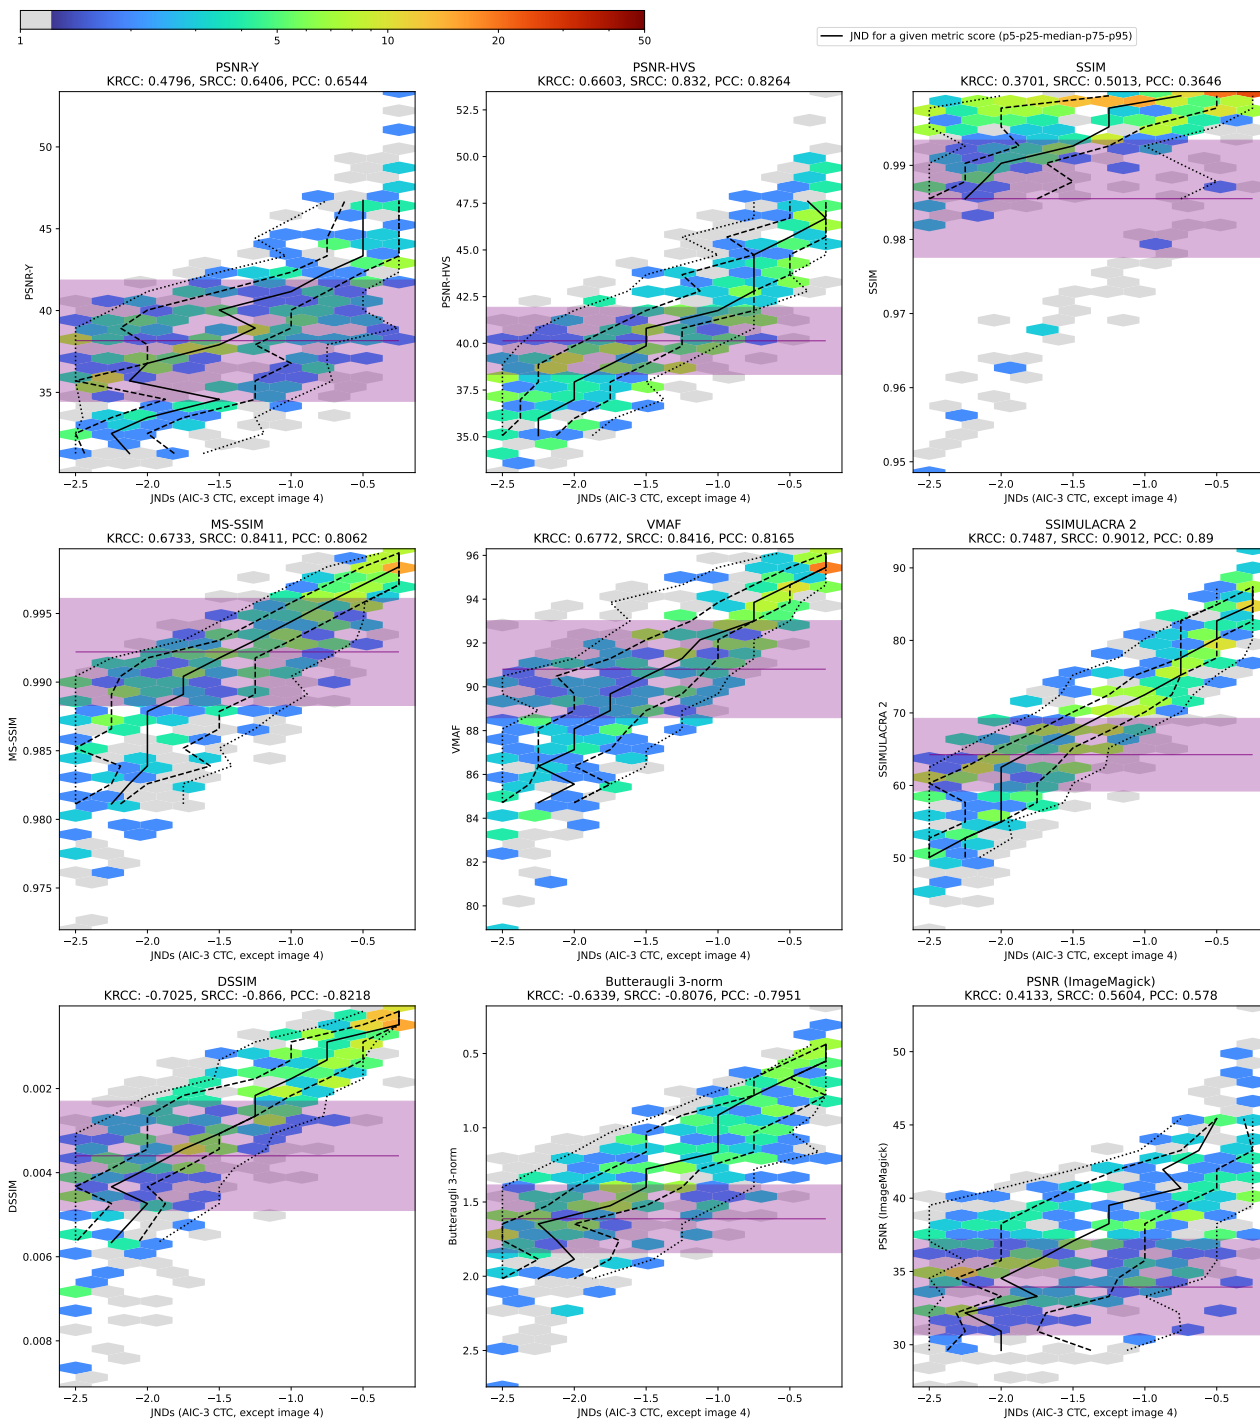 1
2
5
10
20
50
JND for a given metric score (p5-p25-median-p75-p95)
PSNR-Y
KRCC: 0.4796, SRCC: 0.6406, PCC: 0.6544
PSNR-Y
50
45
40
35
−2.5 −2.0 −1.5 −1.0 −0.5
JNDs (AIC-3 CTC, except image 4)
PSNR-HVS
KRCC: 0.6603, SRCC: 0.832, PCC: 0.8264
PSNR-HVS
52.5
50.0
47.5
45.0
42.5
40.0
37.5
35.0
−2.5 −2.0 −1.5 −1.0 −0.5
JNDs (AIC-3 CTC, except image 4)
SSIM
KRCC: 0.3701, SRCC: 0.5013, PCC: 0.3646
SSIM
0.99
0.98
0.97
0.96
0.95
−2.5 −2.0 −1.5 −1.0 −0.5
JNDs (AIC-3 CTC, except image 4)
MS-SSIM
KRCC: 0.6733, SRCC: 0.8411, PCC: 0.8062
MS-SSIM
0.995
0.990
0.985
0.980
0.975
−2.5 −2.0 −1.5 −1.0 −0.5
JNDs (AIC-3 CTC, except image 4)
VMAF
KRCC: 0.6772, SRCC: 0.8416, PCC: 0.8165
VMAF
96
94
92
90
88
86
84
82
80
−2.5 −2.0 −1.5 −1.0 −0.5
JNDs (AIC-3 CTC, except image 4)
SSIMULACRA 2
KRCC: 0.7487, SRCC: 0.9012, PCC: 0.89
SSIMULACRA 2
90
80
70
60
50
−2.5 −2.0 −1.5 −1.0 −0.5
JNDs (AIC-3 CTC, except image 4)
DSSIM
KRCC: -0.7025, SRCC: -0.866, PCC: -0.8218
DSSIM
0.002
0.004
0.006
0.008
−2.5 −2.0 −1.5 −1.0 −0.5
JNDs (AIC-3 CTC, except image 4)
Butteraugli 3-norm
KRCC: -0.6339, SRCC: -0.8076, PCC: -0.7951
Butteraugli 3-norm
0.5
1.0
1.5
2.0
2.5
−2.5 −2.0 −1.5 −1.0 −0.5
JNDs (AIC-3 CTC, except image 4)
PSNR (ImageMagick)
KRCC: 0.4133, SRCC: 0.5604, PCC: 0.578
PSNR (ImageMagick)
50
45
40
35
30
−2.5 −2.0 −1.5 −1.0 −0.5
JNDs (AIC-3 CTC, except image 4)